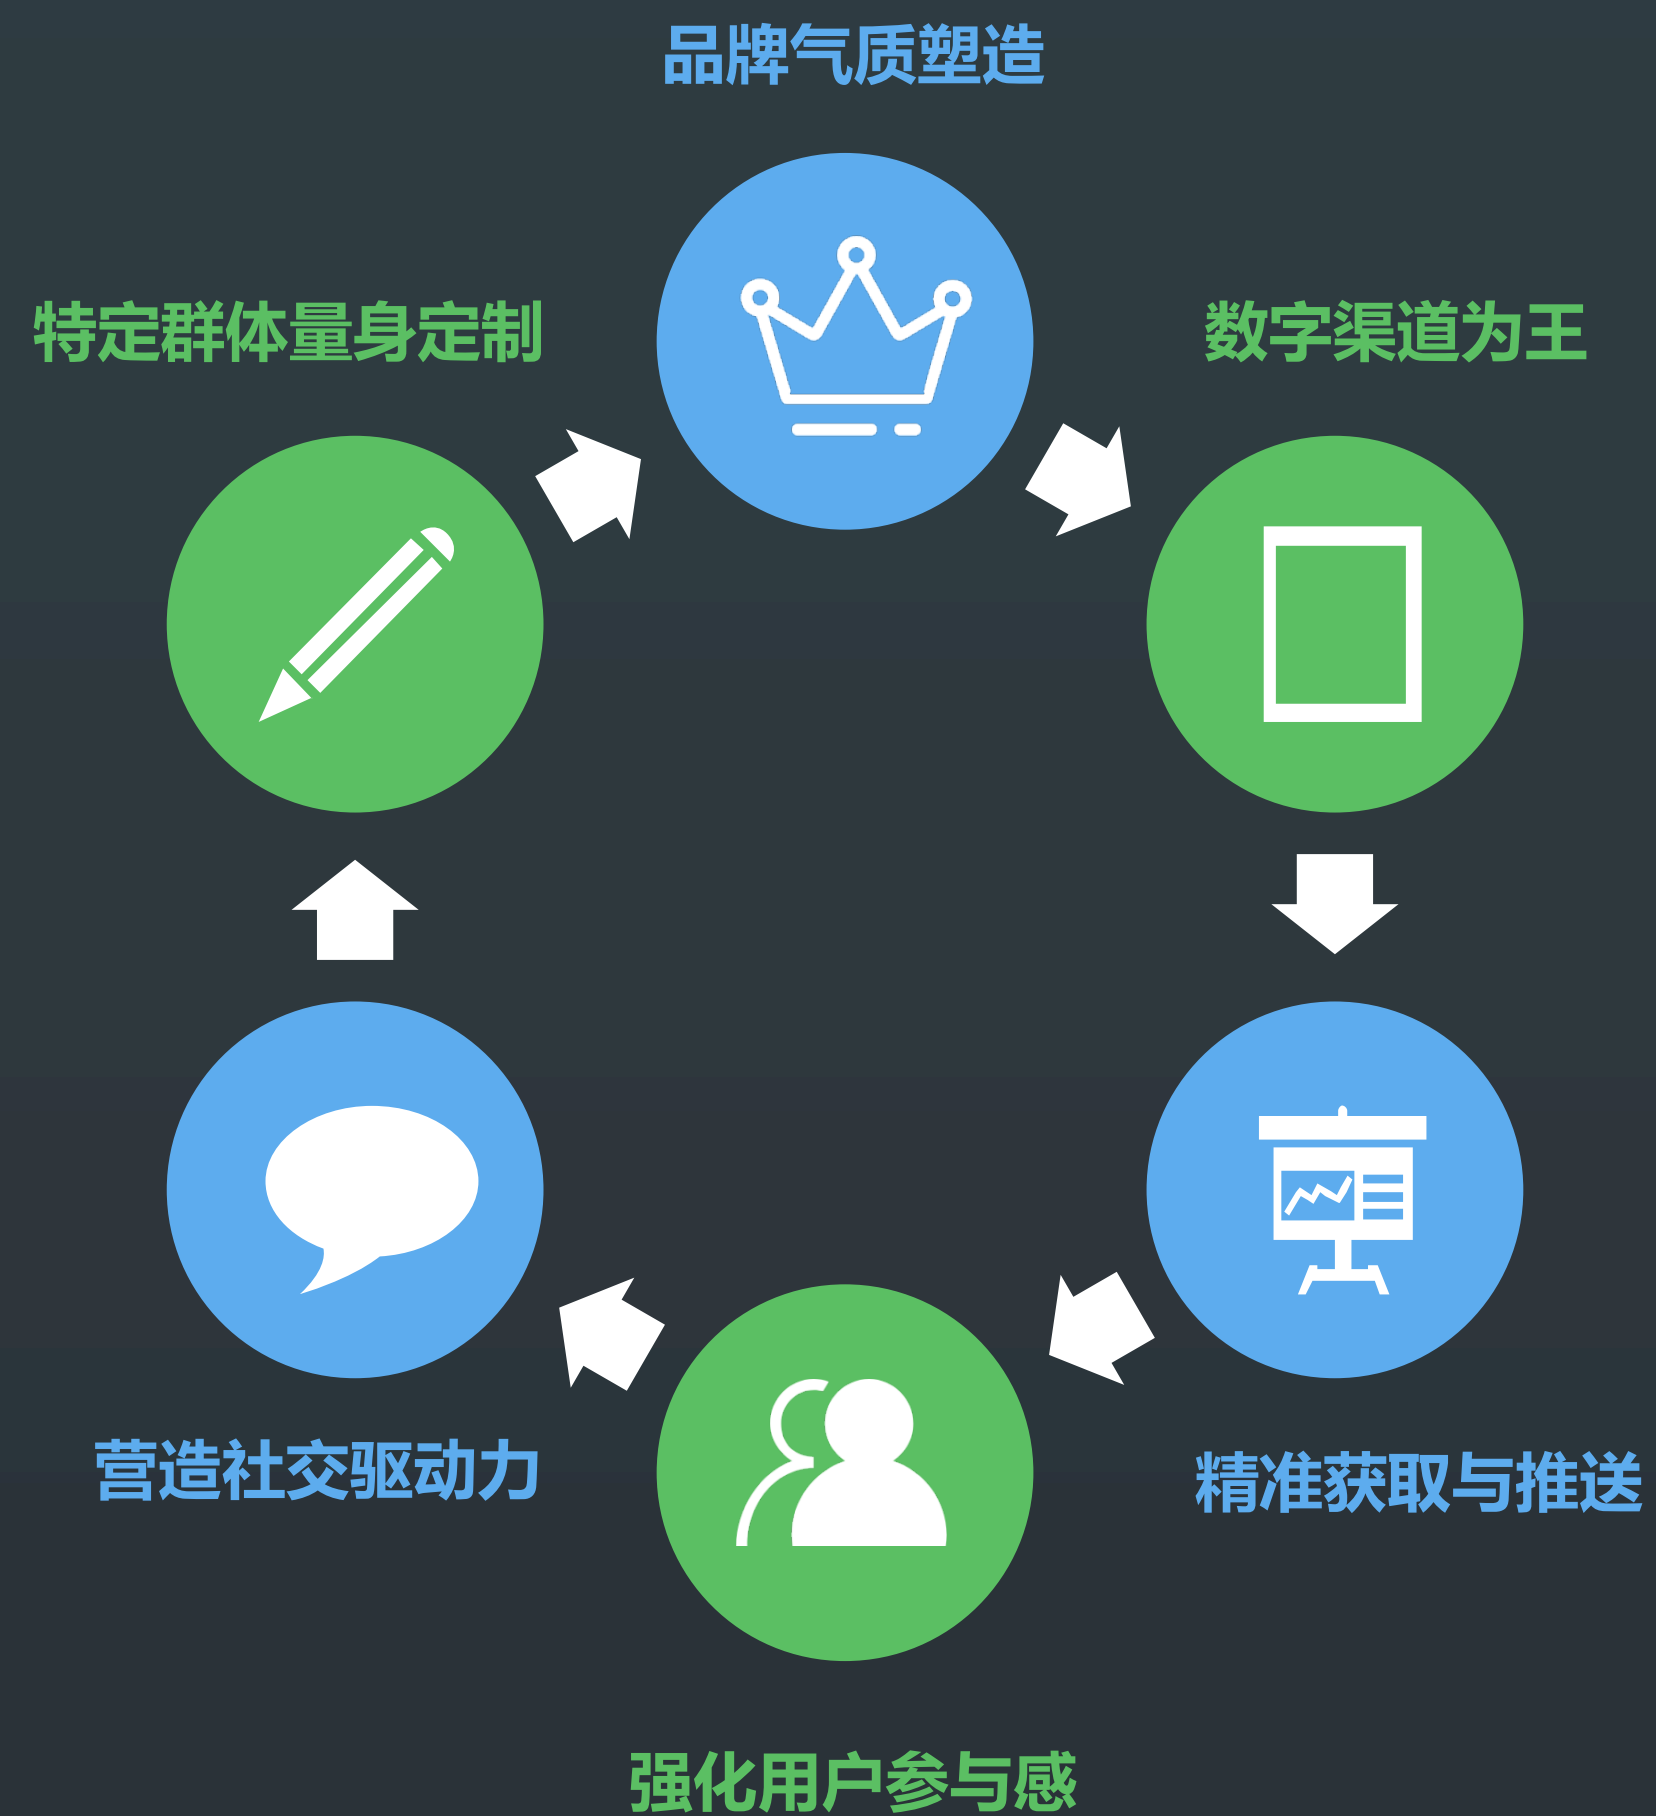 品牌气质塑造
特定群体量身定制
数字渠道为王
营造社交驱动力
精准获取与推送
强化用户参与感